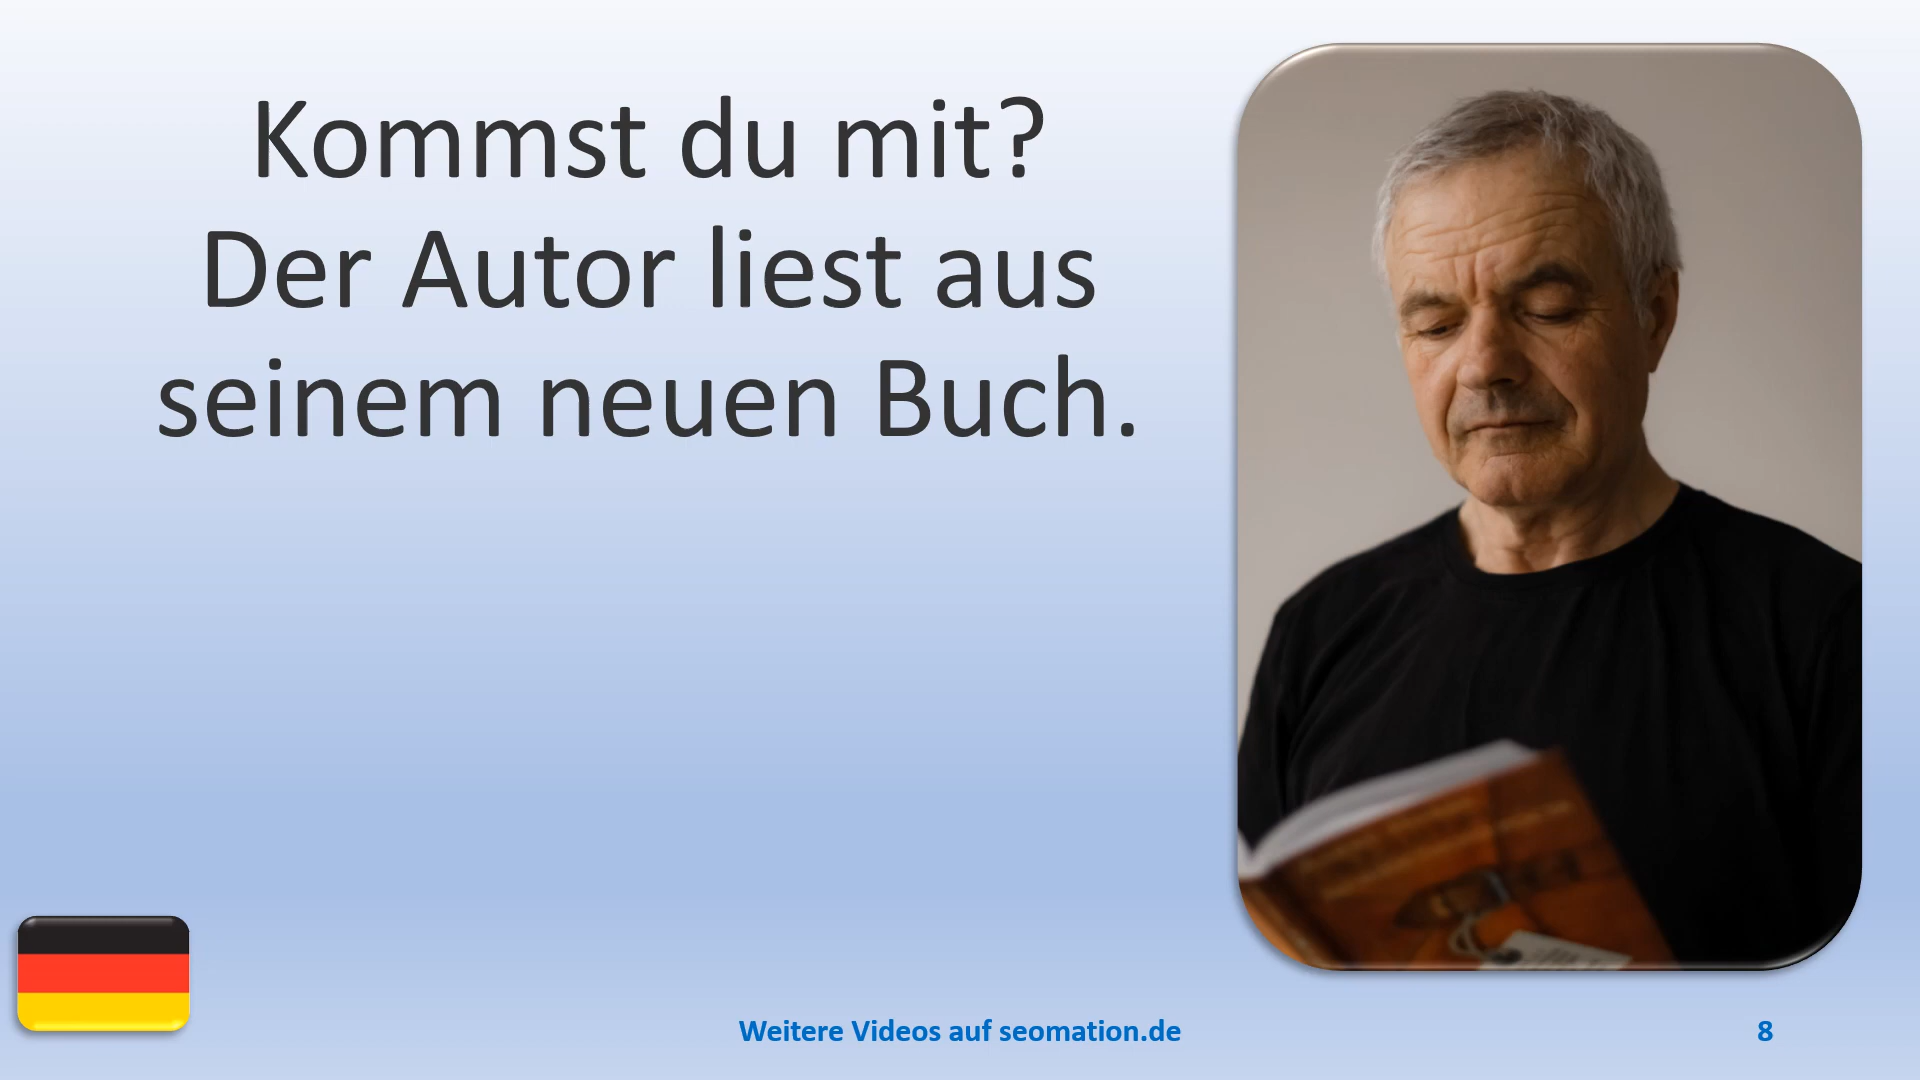 Kommst du mit?
Der Autor liest aus
seinem neuen Buch.
Weitere Videos auf seomation.de
8